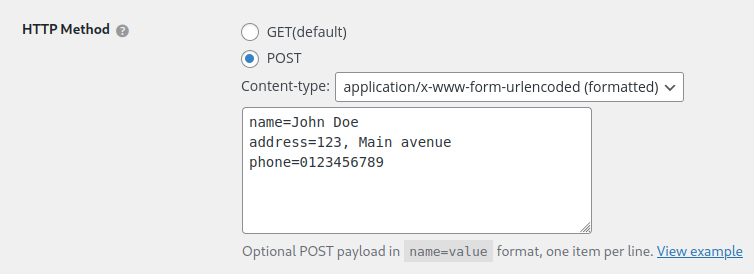 HTTP Method ?
GET(default)
POST
Content-type: application/x-www-form-urlencoded (formatted)
name=John Doe
address=123, Main avenue
phone=0123456789
Optional POST payload in name=value format, one item per line. View example